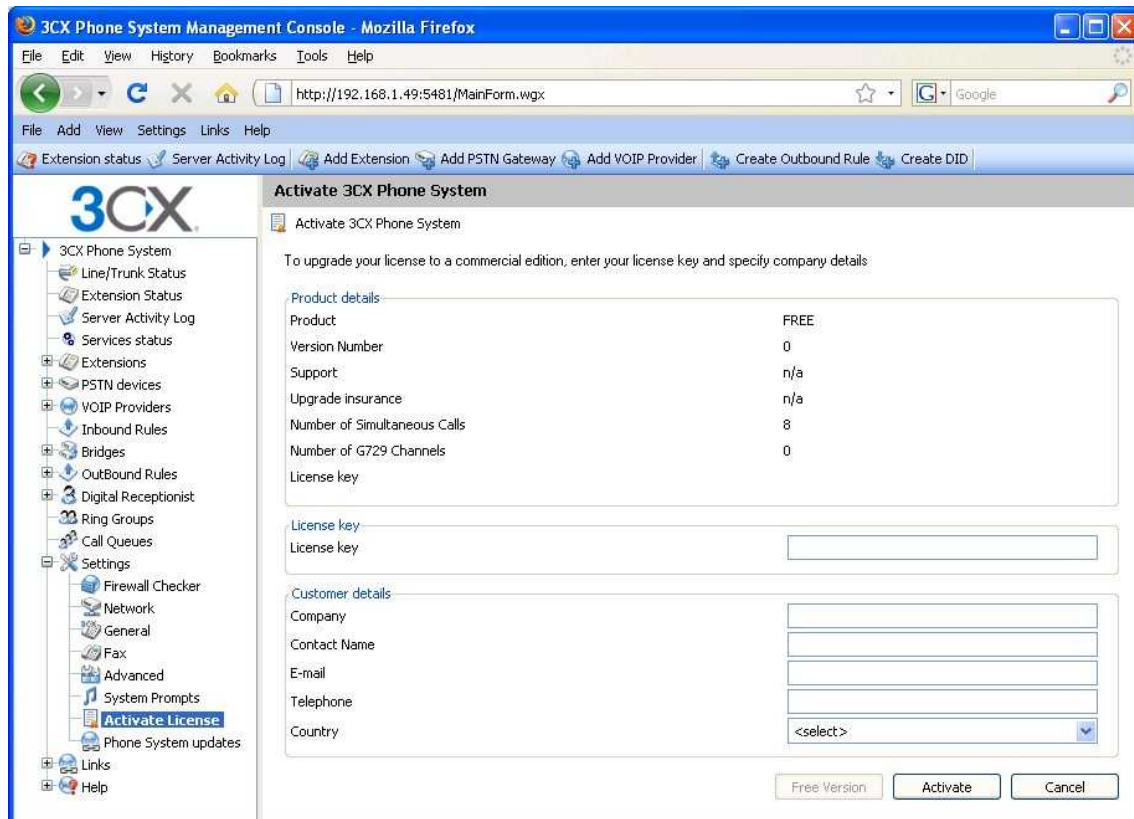 3CX Phone System Management Console - Mozilla Firefox
File Edit View History Bookmarks Tools Help
http://192.168.1.49:5481/MainForm.wgx
G Google
File Add View Settings Links Help
Extension status Server Activity Log Add Extension Add PSTN Gateway Add VOIP Provider Create Outbound Rule Create DID
3CX
3CX Phone System
Line/Trunk Status
Extension Status
Server Activity Log
Services status
Extensions
PSTN devices
VOIP Providers
Inbound Rules
Bridges
OutBound Rules
Digital Receptionist
Ring Groups
Call Queues
Settings
Firewall Checker
Network
General
Fax
Advanced
System Prompts
Activate License
Phone System updates
Links
Help
Activate 3CX Phone System
Activate 3CX Phone System
To upgrade your license to a commercial edition, enter your license key and specify company details
Product details
Product FREE
Version Number 0
Support n/a
Upgrade insurance n/a
Number of Simultaneous Calls 8
Number of G729 Channels 0
License key
License key
License key
Customer details
Company
Contact Name
E-mail
Telephone
Country <select>
Free Version Activate Cancel